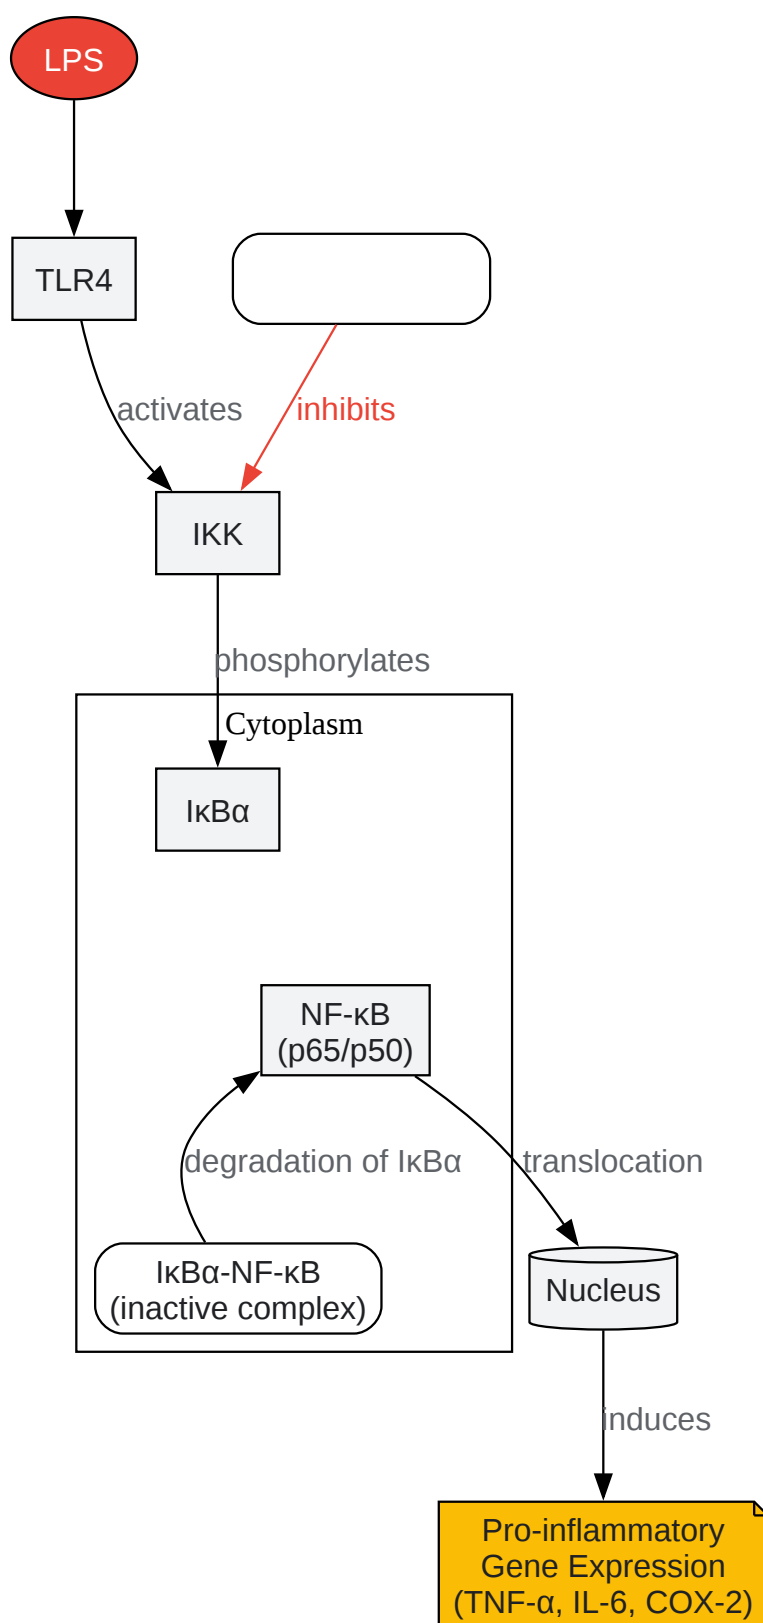 LPS
TLR4
activates
inhibits
IKK
phosphorylates
Cytoplasm
IκBα
NF-κB
(p65/p50)
degradation of IκBα
translocation
IκBα-NF-κB
(inactive complex)
Nucleus
induces
Pro-inflammatory
Gene Expression
(TNF-α, IL-6, COX-2)